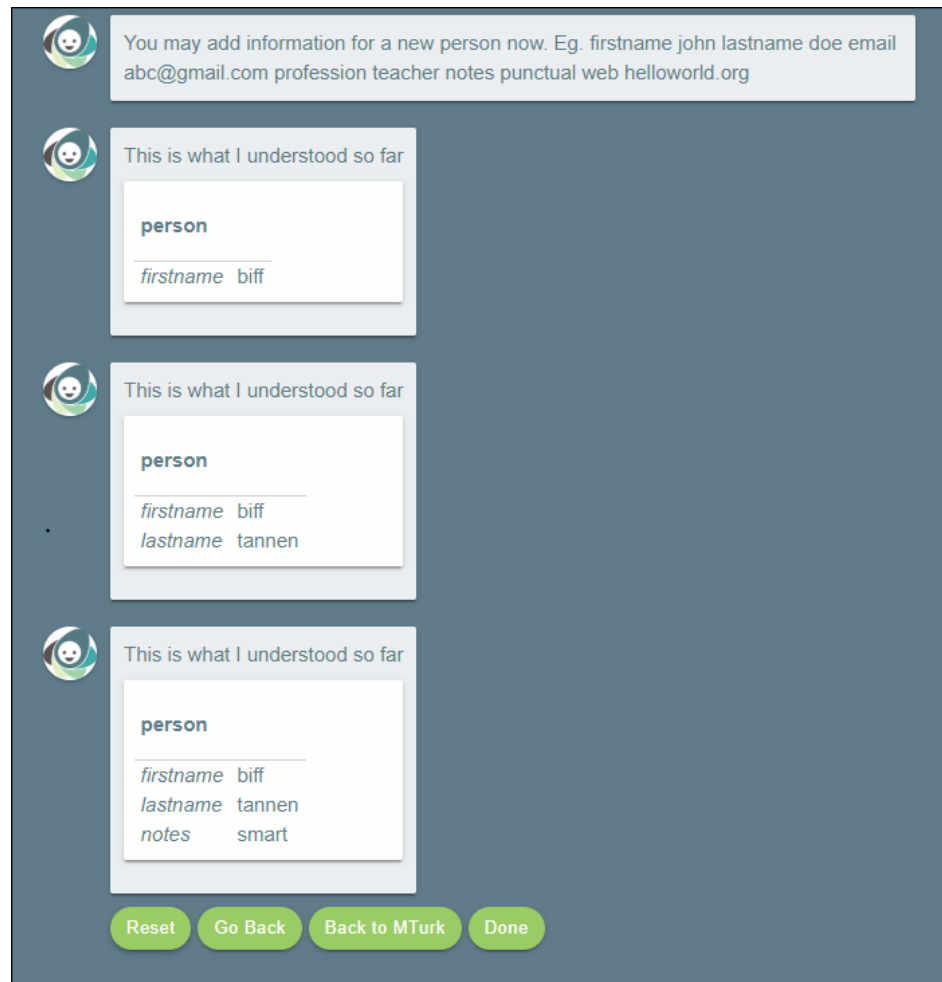 You may add information for a new person now. Eg. firstname john lastname doe email
abc@gmail.com profession teacher notes punctual web helloworld.org
This is what I understood so far
person
firstname biff
This is what I understood so far
person
firstname biff
lastname tannen
This is what I understood so far
person
firstname biff
lastname tannen
notes smart
Reset Go Back Back to MTurk Done